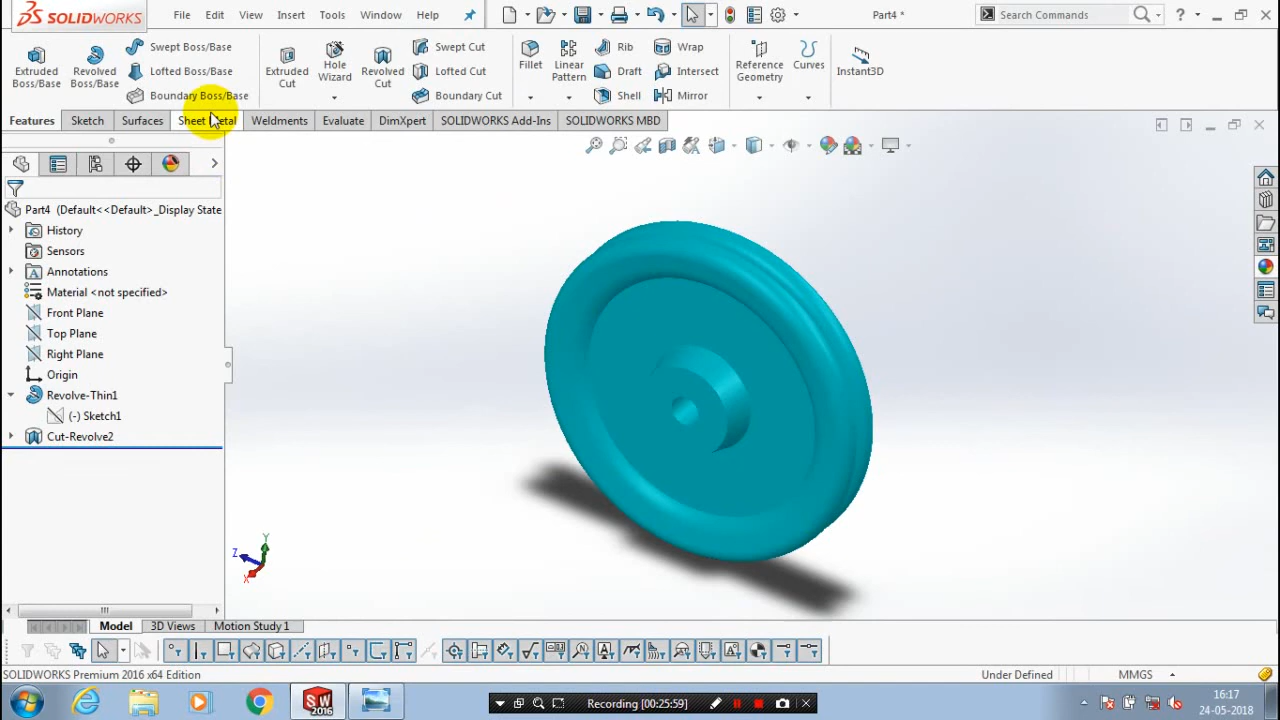 SOLIDWORKS File Edit View Insert Tools Window Help Part4 * Search Commands ?
Extruded Boss/Base
Revolved Boss/Base
Swept Boss/Base
Lofted Boss/Base
Boundary Boss/Base
Extruded Cut
Hole Wizard
Revolved Cut
Swept Cut
Lofted Cut
Boundary Cut
Fillet
Linear Pattern
Rib
Draft
Shell
Wrap
Intersect
Mirror
Reference Geometry
Curves
Instant3D
Features Sketch Surfaces Sheet Metal Weldments Evaluate DimXpert SOLIDWORKS Add-Ins SOLIDWORKS MBD
Part4 (Default<<Default>_Display State
History
Sensors
Annotations
Material <not specified>
Front Plane
Top Plane
Right Plane
Origin
Revolve-Thin1
(-) Sketch1
Cut-Revolve2
Y
Z
X
Model 3D Views Motion Study 1
SOLIDWORKS Premium 2016 x64 Edition Under Defined MMGS
SW 2016
Recording [00:25:59]
16:17
24-05-2018